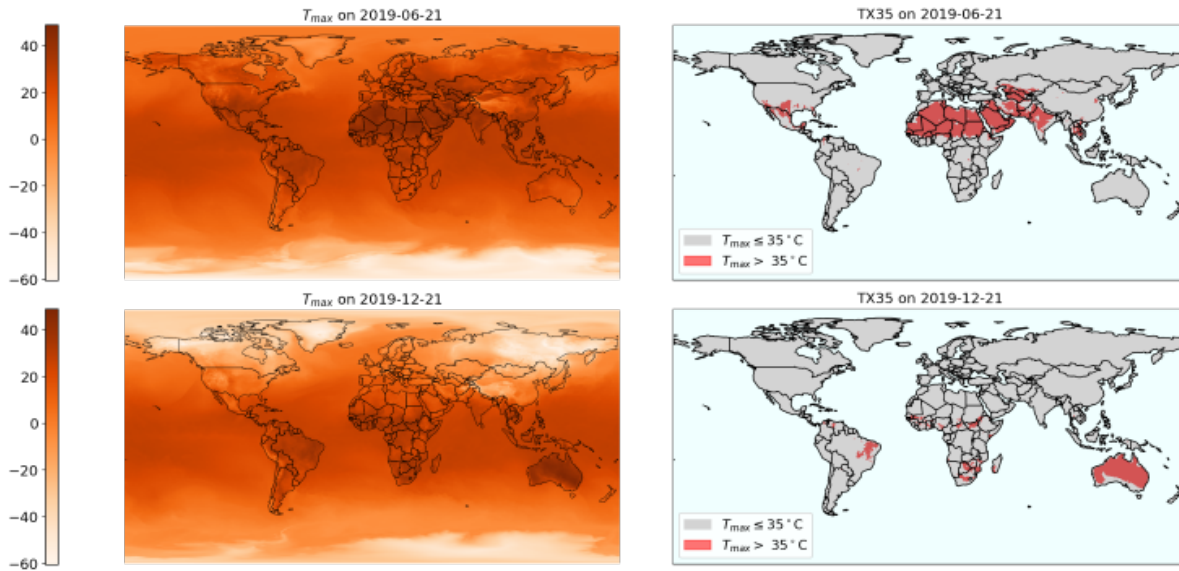 T_max on 2019-06-21
40
20
0
−20
−40
−60
TX35 on 2019-06-21
T_max ≤ 35°C
T_max > 35°C
T_max on 2019-12-21
40
20
0
−20
−40
−60
TX35 on 2019-12-21
T_max ≤ 35°C
T_max > 35°C